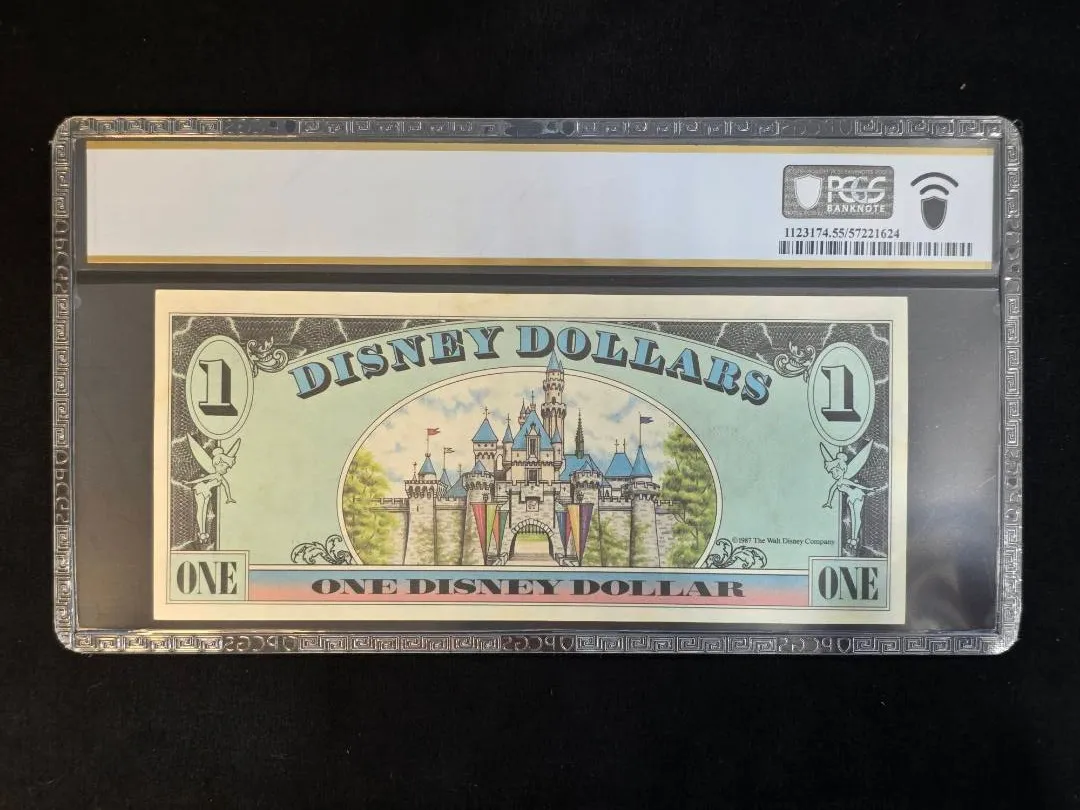 PCGS
BANKNOTE
1123174.55/57221624
DISNEY DOLLARS
1
1
©1987 The Walt Disney Company
ONE
ONE DISNEY DOLLAR
ONE